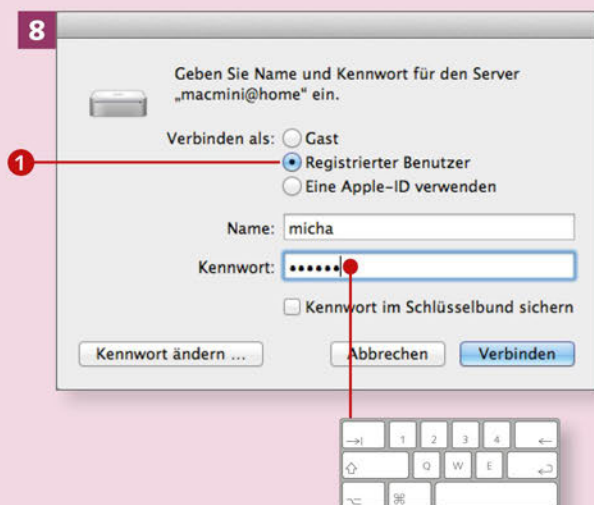 8
Geben Sie Name und Kennwort für den Server
„macmini@home“ ein.
Verbinden als: Gast
1 Registrierter Benutzer
Eine Apple-ID verwenden
Name: micha
Kennwort: ••••••
Kennwort im Schlüsselbund sichern
Kennwort ändern ... Abbrechen Verbinden
1 2 3 4
Q W E